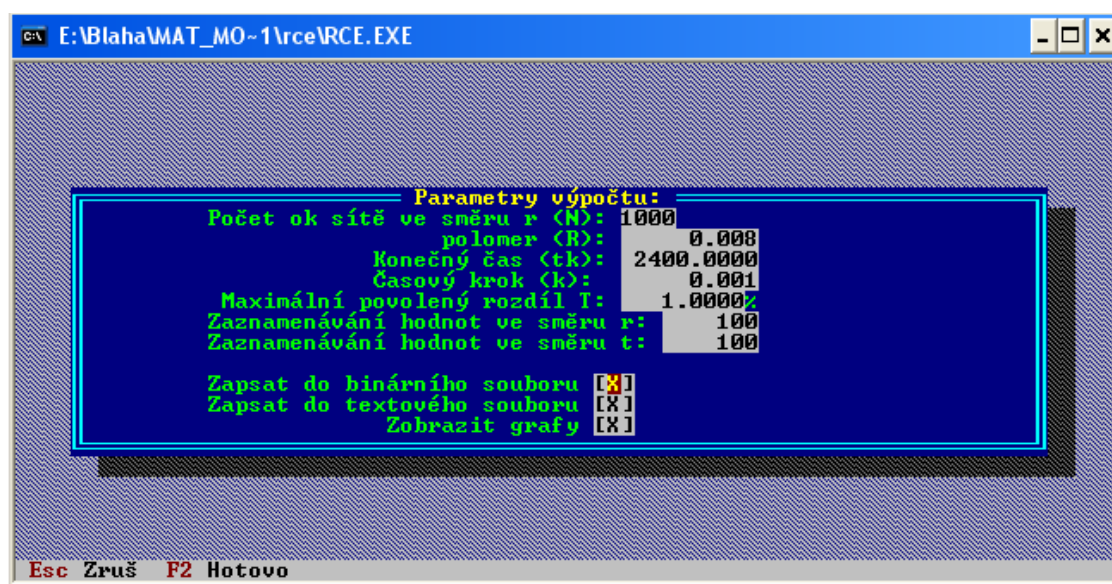 E:\Blaha\MAT_MO~1\rce\RCE.EXE
Parametry výpočtu:
Počet ok sítě ve směru r (N): 1000
polomer (R): 0.008
Konečný čas (tk): 2400.0000
Časový krok (k): 0.001
Maximální povolený rozdíl T: 1.0000%
Zaznamenávání hodnot ve směru r: 100
Zaznamenávání hodnot ve směru t: 100
Zapsat do binárního souboru [X]
Zapsat do textového souboru [X]
Zobrazit grafy [X]
Esc Zruš F2 Hotovo